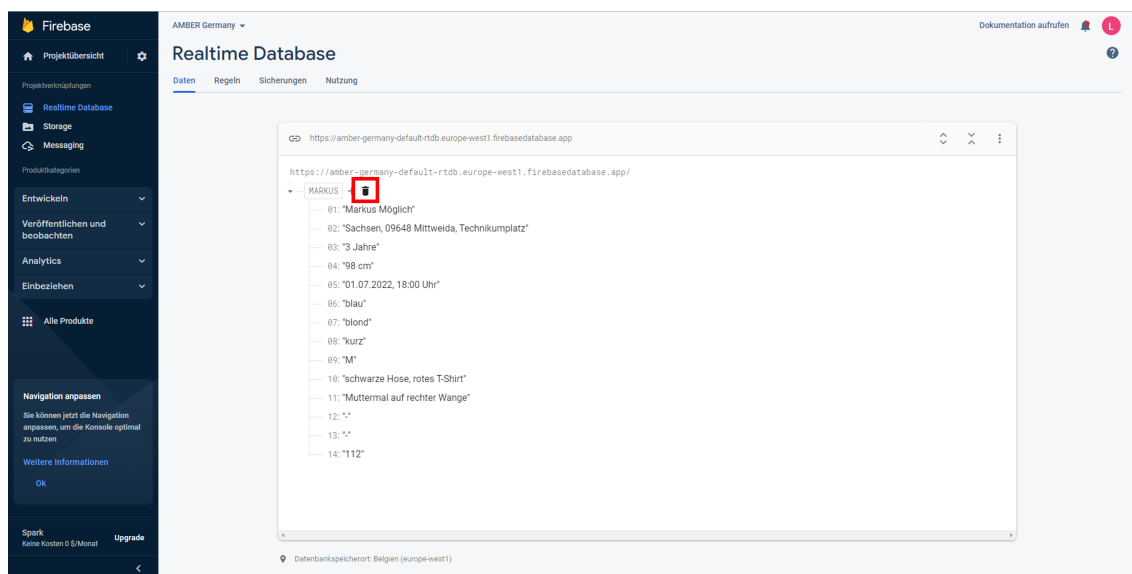 Firebase
Projektübersicht
Projektverknüpfungen
Realtime Database
Storage
Messaging
Produktkategorien
Entwickeln
Veröffentlichen und
beobachten
Analytics
Einbeziehen
Alle Produkte
Navigation anpassen
Sie können jetzt die Navigation
anpassen, um die Konsole optimal
zu nutzen
Weitere Informationen
Ok
Spark
Keine Kosten 0 $/Monat
Upgrade
AMBER Germany
Dokumentation aufrufen
L
Realtime Database
Daten Regeln Sicherungen Nutzung
https://amber-germany-default-rtdb.europe-west1.firebasedatabase.app
https://amber-germany-default-rtdb.europe-west1.firebasedatabase.app/
MARKUS
01: "Markus Möglich"
02: "Sachsen, 09648 Mittweida, Technikumplatz"
03: "3 Jahre"
04: "98 cm"
05: "01.07.2022, 18:00 Uhr"
06: "blau"
07: "blond"
08: "kurz"
09: "M"
10: "schwarze Hose, rotes T-Shirt"
11: "Muttermal auf rechter Wange"
12: "-"
13: "-"
14: "112"
Datenbankspeicherort: Belgien (europe-west1)